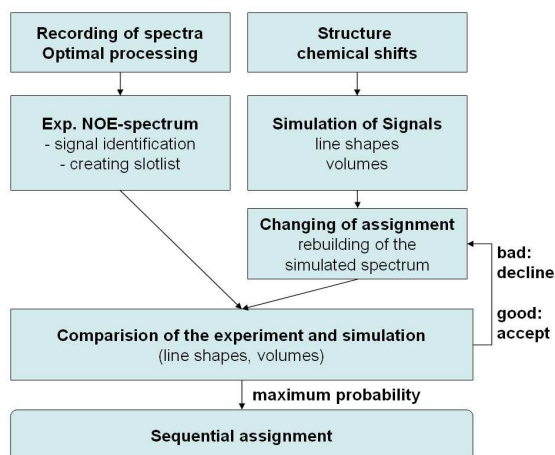 Recording of spectra
Optimal processing
Structure
chemical shifts
Exp. NOE-spectrum
- signal identification
- creating slotlist
Simulation of Signals
line shapes
volumes
Changing of assignment
rebuilding of the
simulated spectrum
bad:
decline
good:
accept
Comparision of the experiment and simulation
(line shapes, volumes)
maximum probability
Sequential assignment